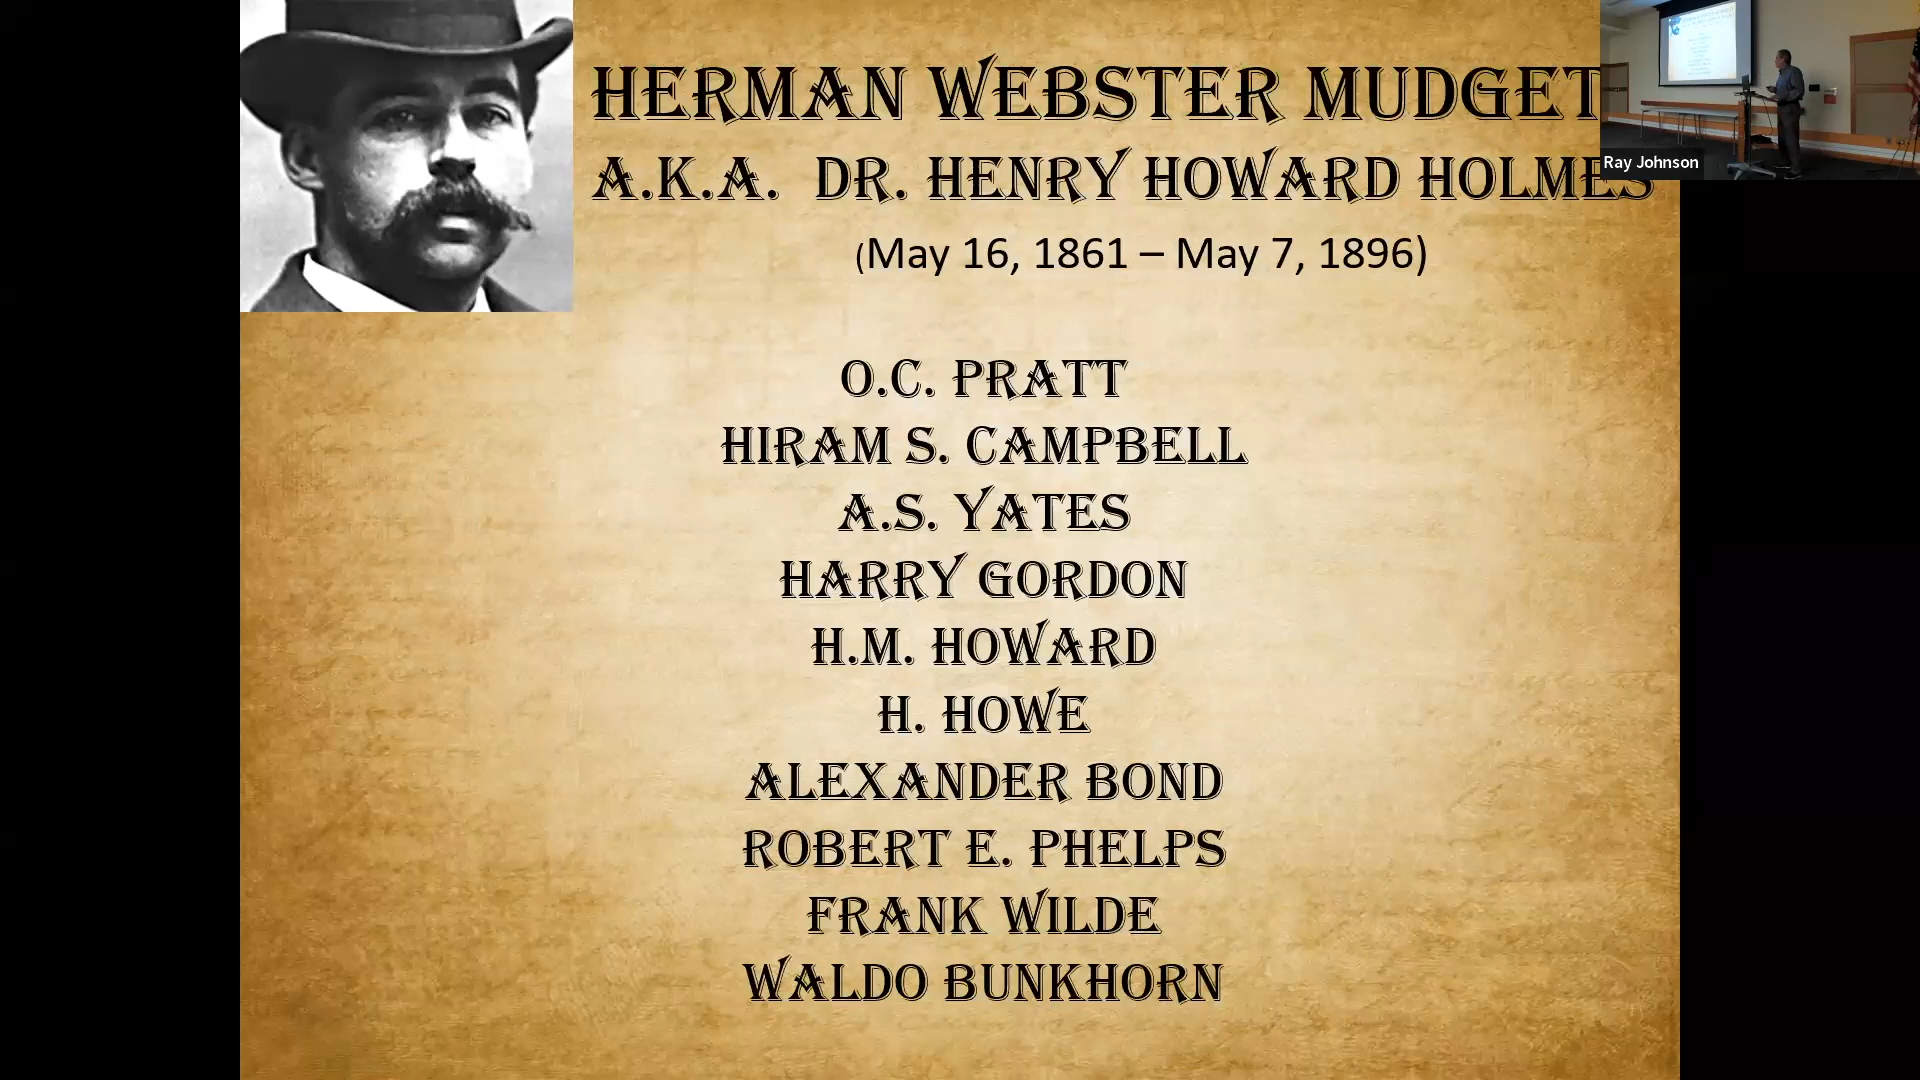 HERMAN WEBSTER MUDGET
A.K.A. DR. HENRY HOWARD HOLMES
(May 16, 1861 – May 7, 1896)
O.C. PRATT
HIRAM S. CAMPBELL
A.S. YATES
HARRY GORDON
H.M. HOWARD
H. HOWE
ALEXANDER BOND
ROBERT E. PHELPS
FRANK WILDE
WALDO BUNKHORN
Ray Johnson